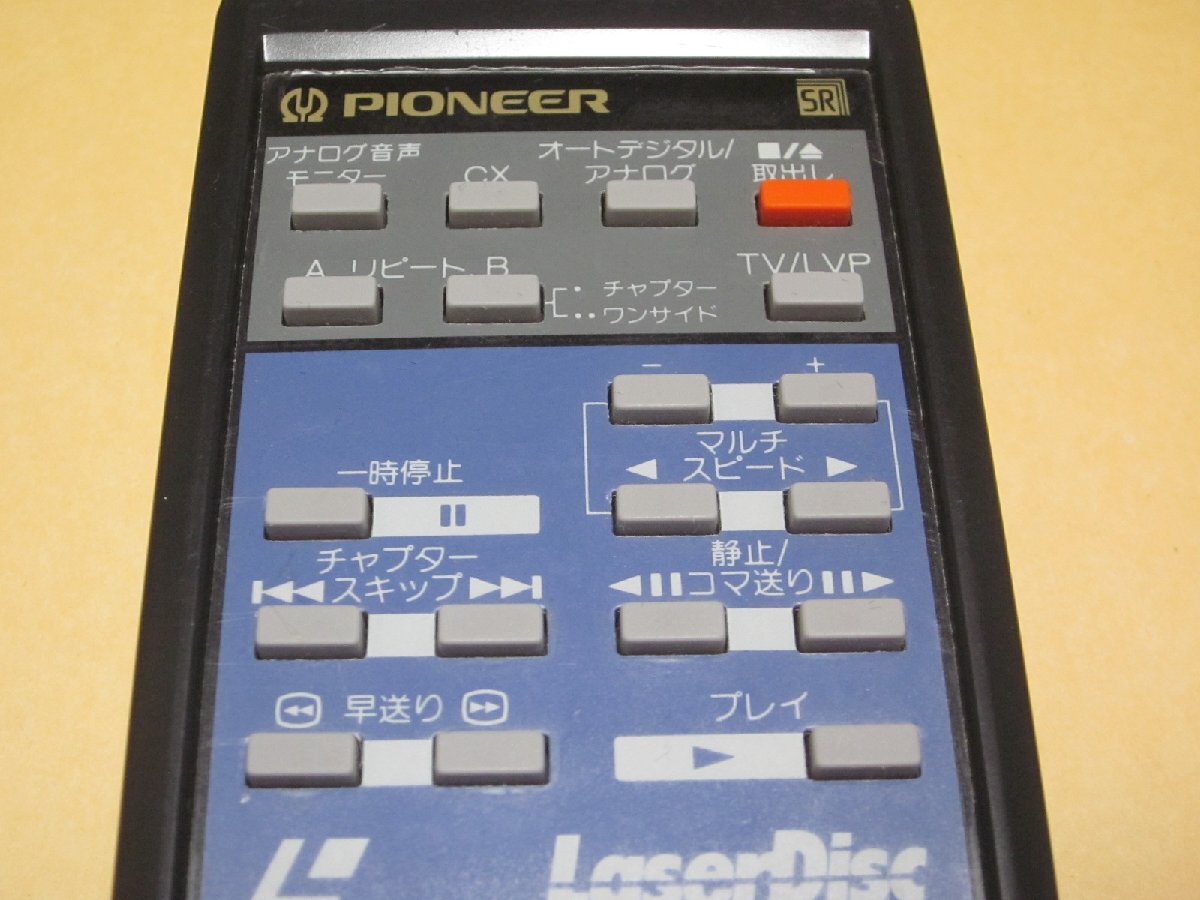 PIONEER SR
アナログ音声
モニター
CX
オートデジタル/
アナログ
■/▲
取出し
A リピート B
チャプター
ワンサイド
TV/LVP
- +
マルチ
◀ スピード ▶
一時停止
チャプター
スキップ
静止/
コマ送り
早送り
プレイ
LaserDisc